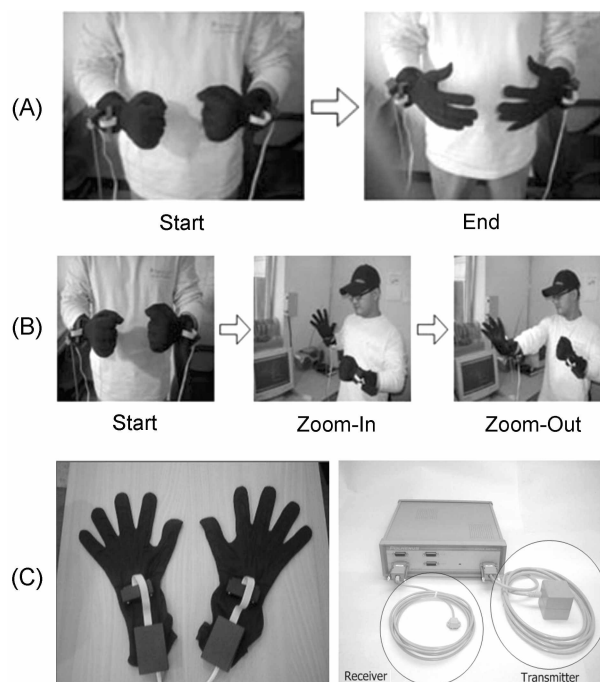 (A)
Start
End
(B)
Start
Zoom-In
Zoom-Out
(C)
Receiver
Transmitter